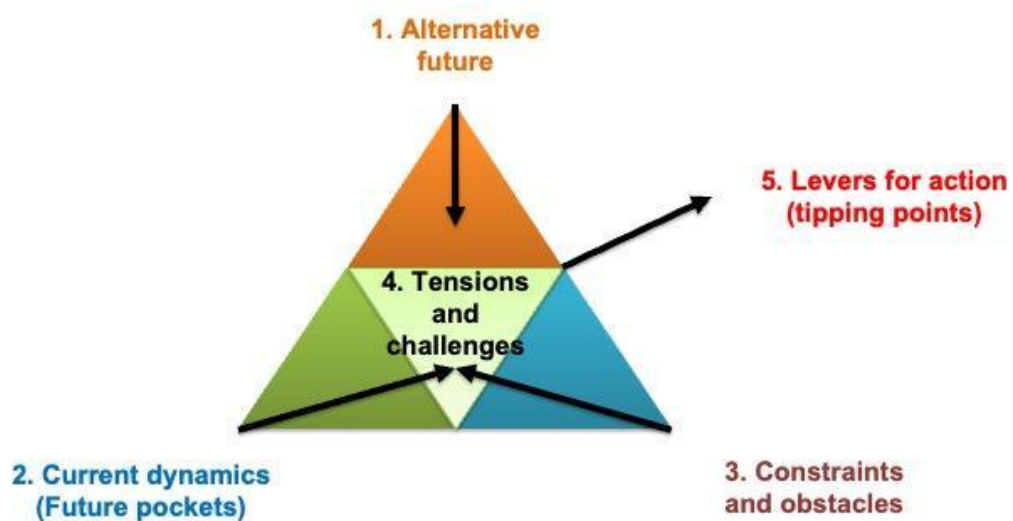 1. Alternative
future
5. Levers for action
(tipping points)
4. Tensions
and
challenges
2. Current dynamics
(Future pockets)
3. Constraints
and obstacles